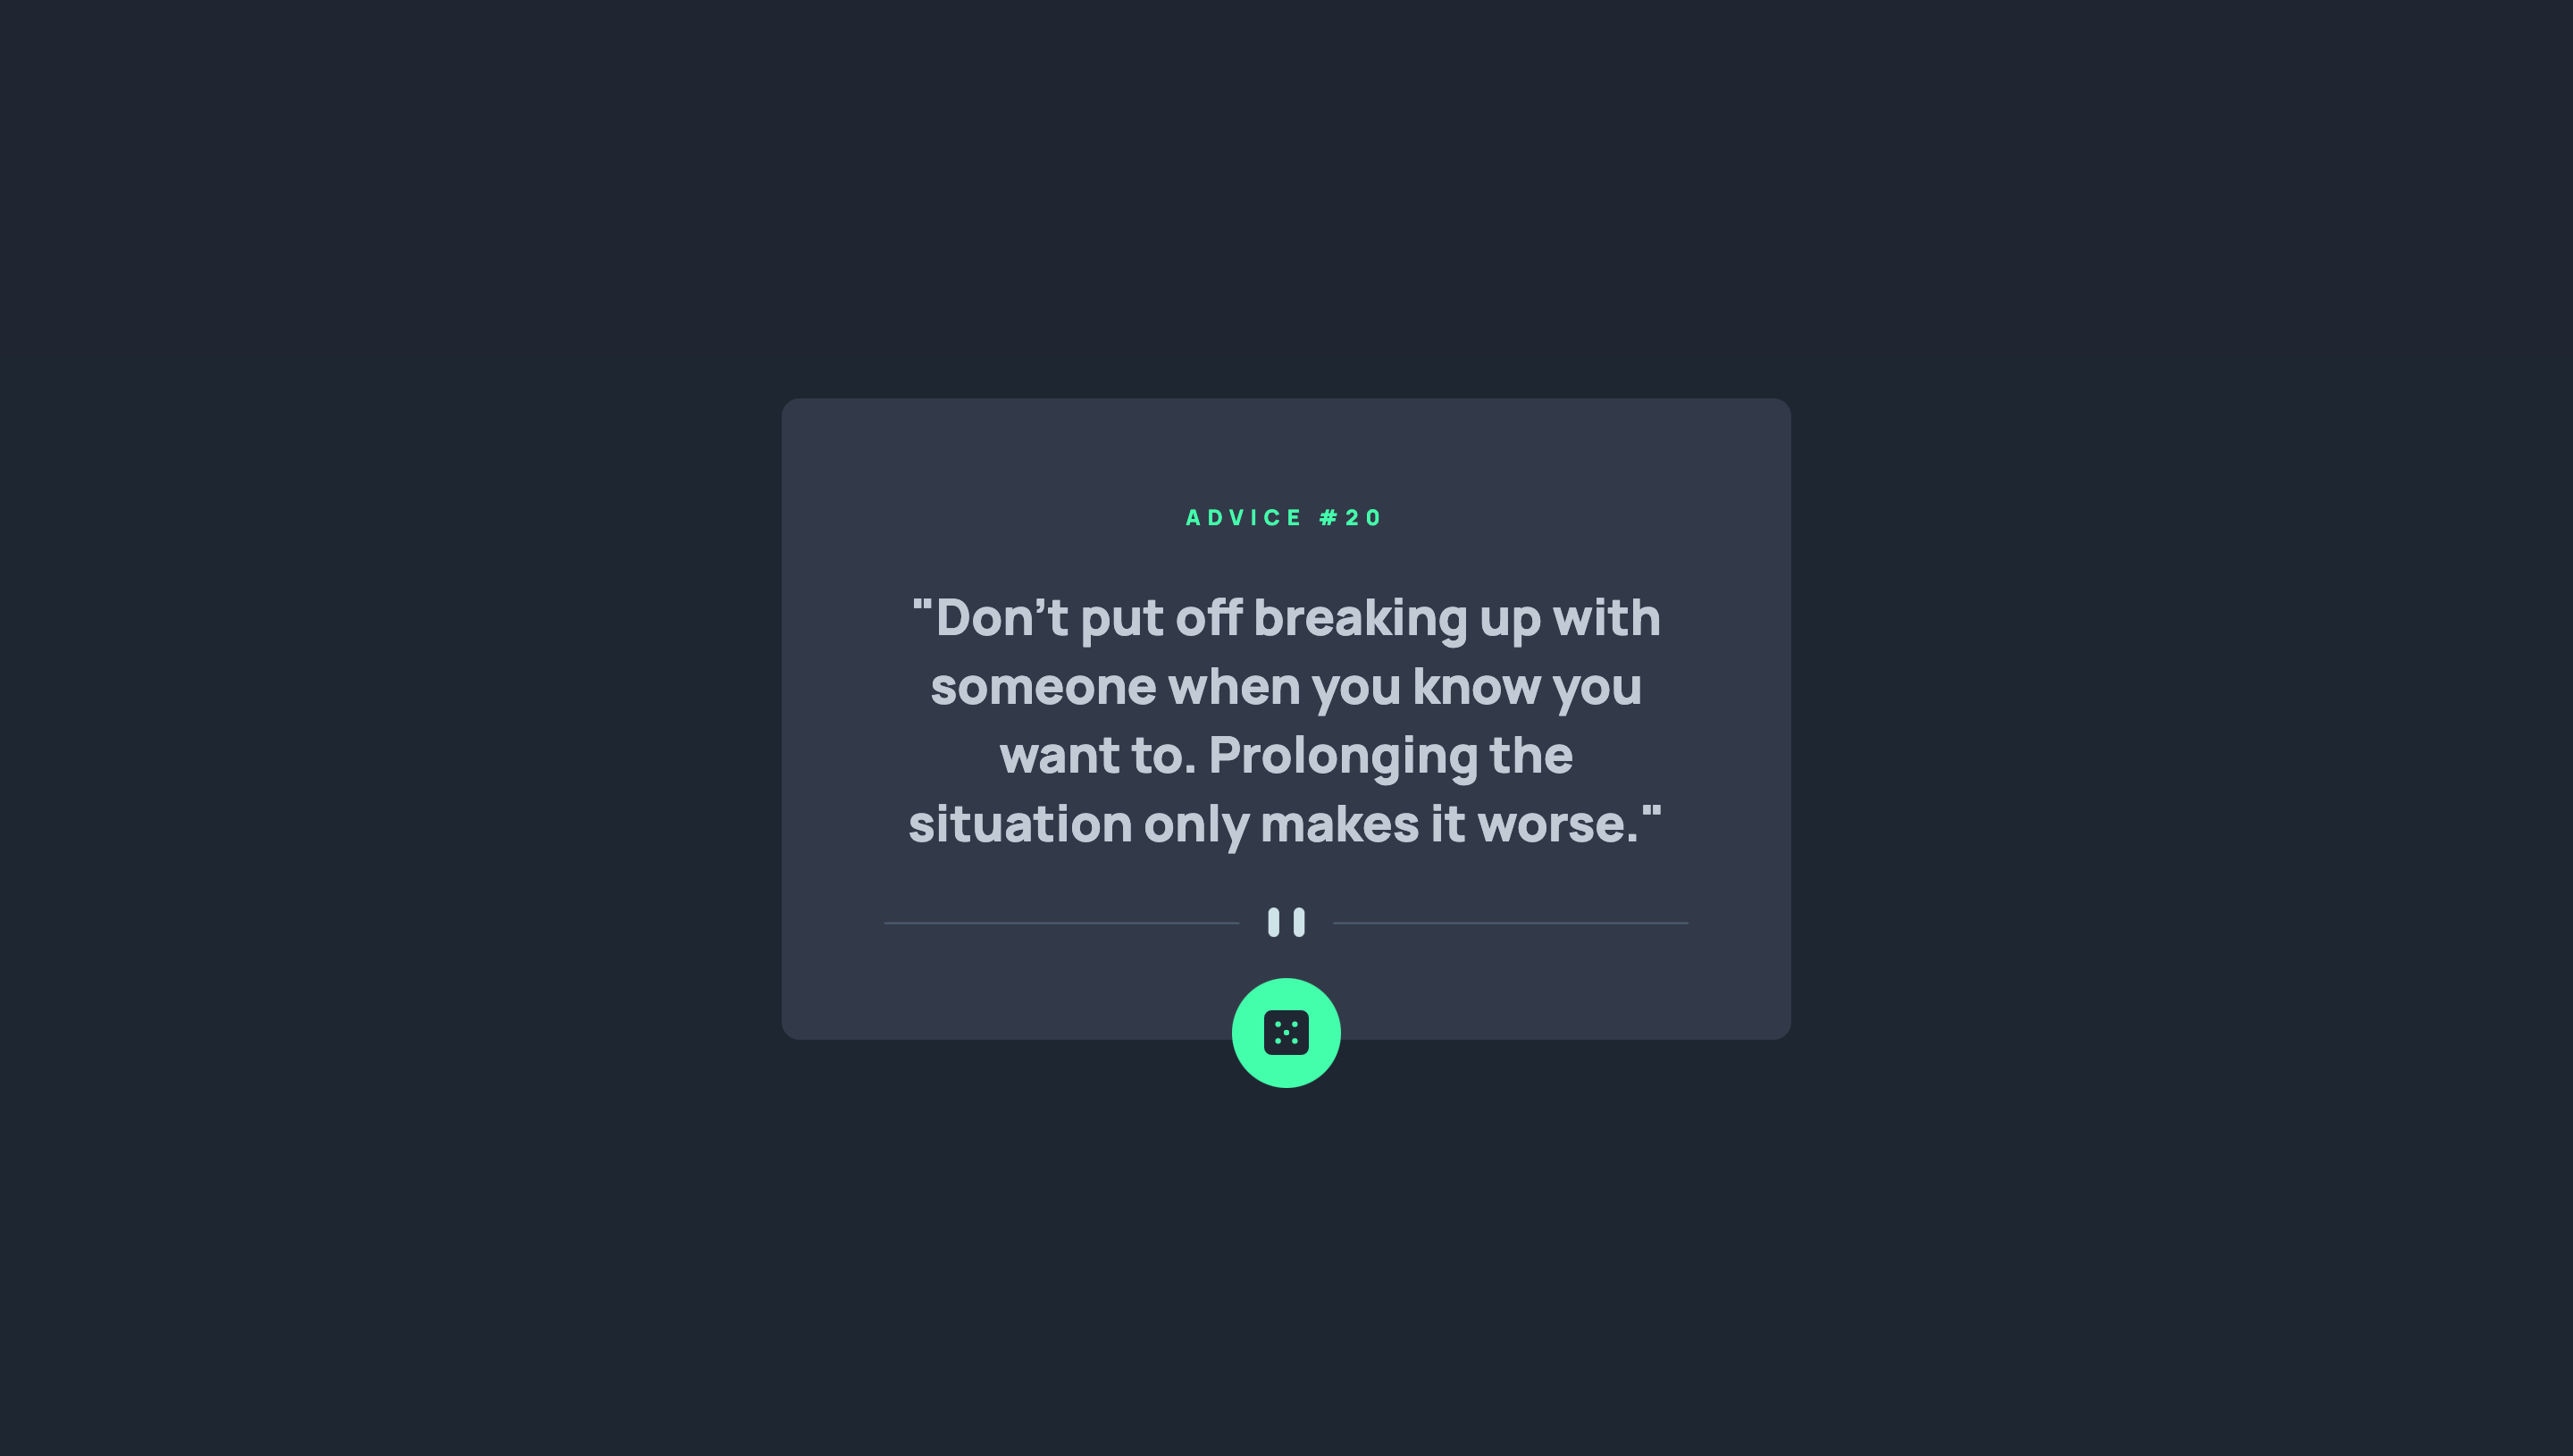 ADVICE #20
"Don’t put off breaking up with
someone when you know you
want to. Prolonging the
situation only makes it worse."